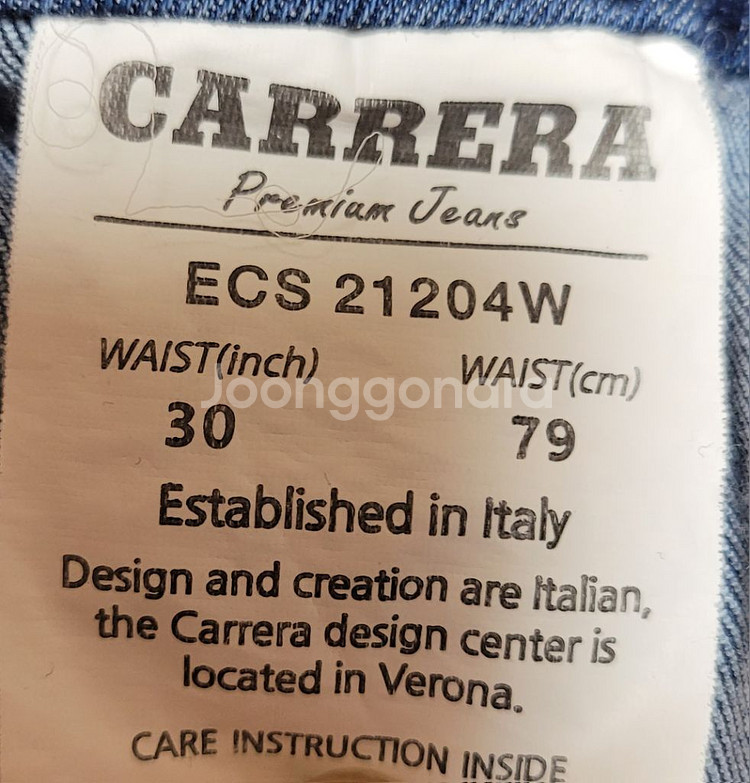 CARRERA
Premium Jeans
ECS 21204W
WAIST(inch) WAIST(cm)
Joonggonara
30 79
Established in Italy
Design and creation are Italian,
the Carrera design center is
located in Verona.
CARE INSTRUCTION INSIDE